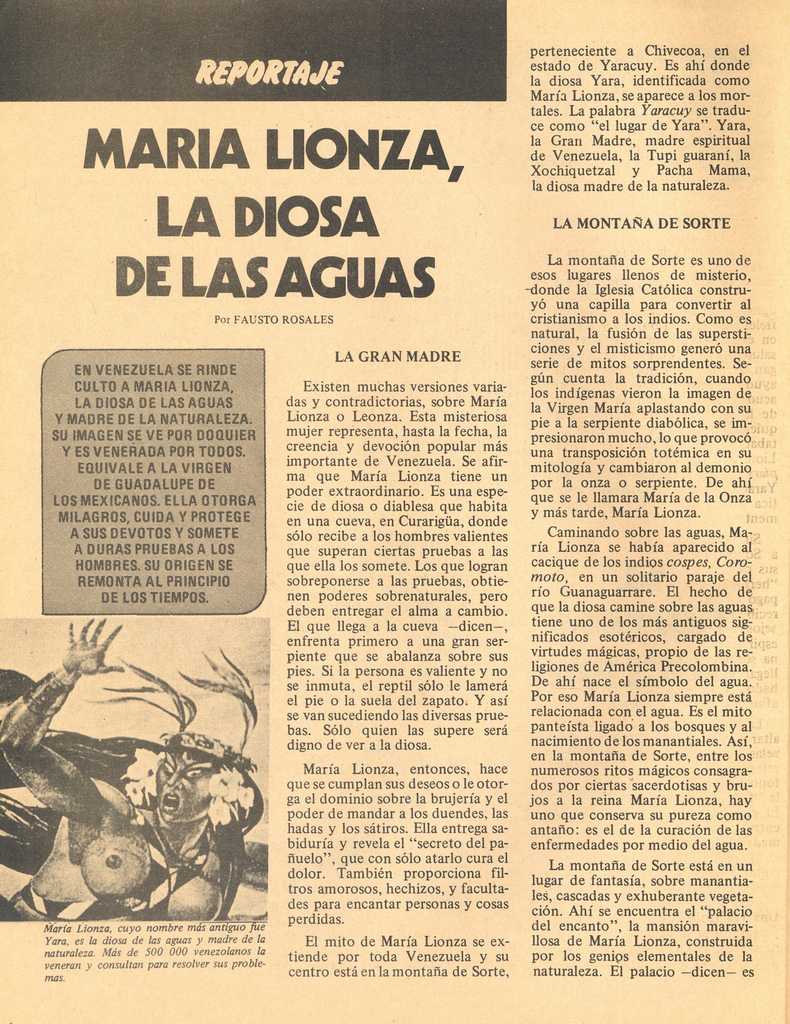 REPORTAJE
MARIA LIONZA,
LA DIOSA
DE LAS AGUAS
Por FAUSTO ROSALES
EN VENEZUELA SE RINDE
CULTO A MARIA LIONZA,
LA DIOSA DE LAS AGUAS
Y MADRE DE LA NATURALEZA.
SU IMAGEN SE VE POR DOQUIER
Y ES VENERADA POR TODOS.
EQUIVALE A LA VIRGEN
DE GUADALUPE DE
LOS MEXICANOS. ELLA OTORGA
MILAGROS, CUIDA Y PROTEGE
A SUS DEVOTOS Y SOMETE
A DURAS PRUEBAS A LOS
HOMBRES. SU ORIGEN SE
REMONTA AL PRINCIPIO
DE LOS TIEMPOS.
María Lionza, cuyo nombre más antiguo fue
Yara, es la diosa de las aguas y madre de la
naturaleza. Más de 500 000 venezolanos la
veneran y consultan para resolver sus proble-
mas.
LA GRAN MADRE
Existen muchas versiones varia-
das y contradictorias, sobre María
Lionza o Leonza. Esta misteriosa
mujer representa, hasta la fecha, la
creencia y devoción popular más
importante de Venezuela. Se afir-
ma que María Lionza tiene un
poder extraordinario. Es una espe-
cie de diosa o diablesa que habita
en una cueva, en Curarigüa, donde
sólo recibe a los hombres valientes
que superan ciertas pruebas a las
que ella los somete. Los que logran
sobreponerse a las pruebas, obtie-
nen poderes sobrenaturales, pero
deben entregar el alma a cambio.
El que llega a la cueva —dicen—,
enfrenta primero a una gran ser-
piente que se abalanza sobre sus
pies. Si la persona es valiente y no
se inmuta, el reptil sólo le lamerá
el pie o la suela del zapato. Y así
se van sucediendo las diversas prue-
bas. Sólo quien las supere será
digno de ver a la diosa.
María Lionza, entonces, hace
que se cumplan sus deseos o le otor-
ga el dominio sobre la brujería y el
poder de mandar a los duendes, las
hadas y los sátiros. Ella entrega sa-
biduría y revela el “secreto del pa-
ñuelo”, que con sólo atarlo cura el
dolor. También proporciona fil-
tros amorosos, hechizos, y faculta-
des para encantar personas y cosas
perdidas.
El mito de María Lionza se ex-
tiende por toda Venezuela y su
centro está en la montaña de Sorte,
perteneciente a Chivecoa, en el
estado de Yaracuy. Es ahí donde
la diosa Yara, identificada como
María Lionza, se aparece a los mor-
tales. La palabra Yaracuy se tradu-
ce como “el lugar de Yara”. Yara,
la Gran Madre, madre espiritual
de Venezuela, la Tupi guaraní, la
Xochiquetzal y Pacha Mama,
la diosa madre de la naturaleza.
LA MONTAÑA DE SORTE
La montaña de Sorte es uno de
esos lugares llenos de misterio,
donde la Iglesia Católica constru-
yó una capilla para convertir al
cristianismo a los indios. Como es
natural, la fusión de las supersti-
ciones y el misticismo generó una
serie de mitos sorprendentes. Se-
gún cuenta la tradición, cuando
los indígenas vieron la imagen de
la Virgen María aplastando con su
pie a la serpiente diabólica, se im-
presionaron mucho, lo que provocó
una transposición totémica en su
mitología y cambiaron al demonio
por la onza o serpiente. De ahí
que se le llamara María de la Onza
y más tarde, María Lionza.
Caminando sobre las aguas, Ma-
ría Lionza se había aparecido al
cacique de los indios cospes, Coro-
moto, en un solitario paraje del
río Guanaguarrare. El hecho de
que la diosa camine sobre las aguas
tiene uno de los más antiguos sig-
nificados esotéricos, cargado de
virtudes mágicas, propio de las re-
ligiones de América Precolombina.
De ahí nace el símbolo del agua.
Por eso María Lionza siempre está
relacionada con el agua. Es el mito
panteísta ligado a los bosques y al
nacimiento de los manantiales. Así,
en la montaña de Sorte, entre los
numerosos ritos mágicos consagra-
dos por ciertas sacerdotisas y bru-
jos a la reina María Lionza, hay
uno que conserva su pureza como
antaño: es el de la curación de las
enfermedades por medio del agua.
La montaña de Sorte está en un
lugar de fantasía, sobre manantia-
les, cascadas y exhuberante vegeta-
ción. Ahí se encuentra el “palacio
del encanto”, la mansión maravi-
llosa de María Lionza, construida
por los genios elementales de la
naturaleza. El palacio —dicen— es